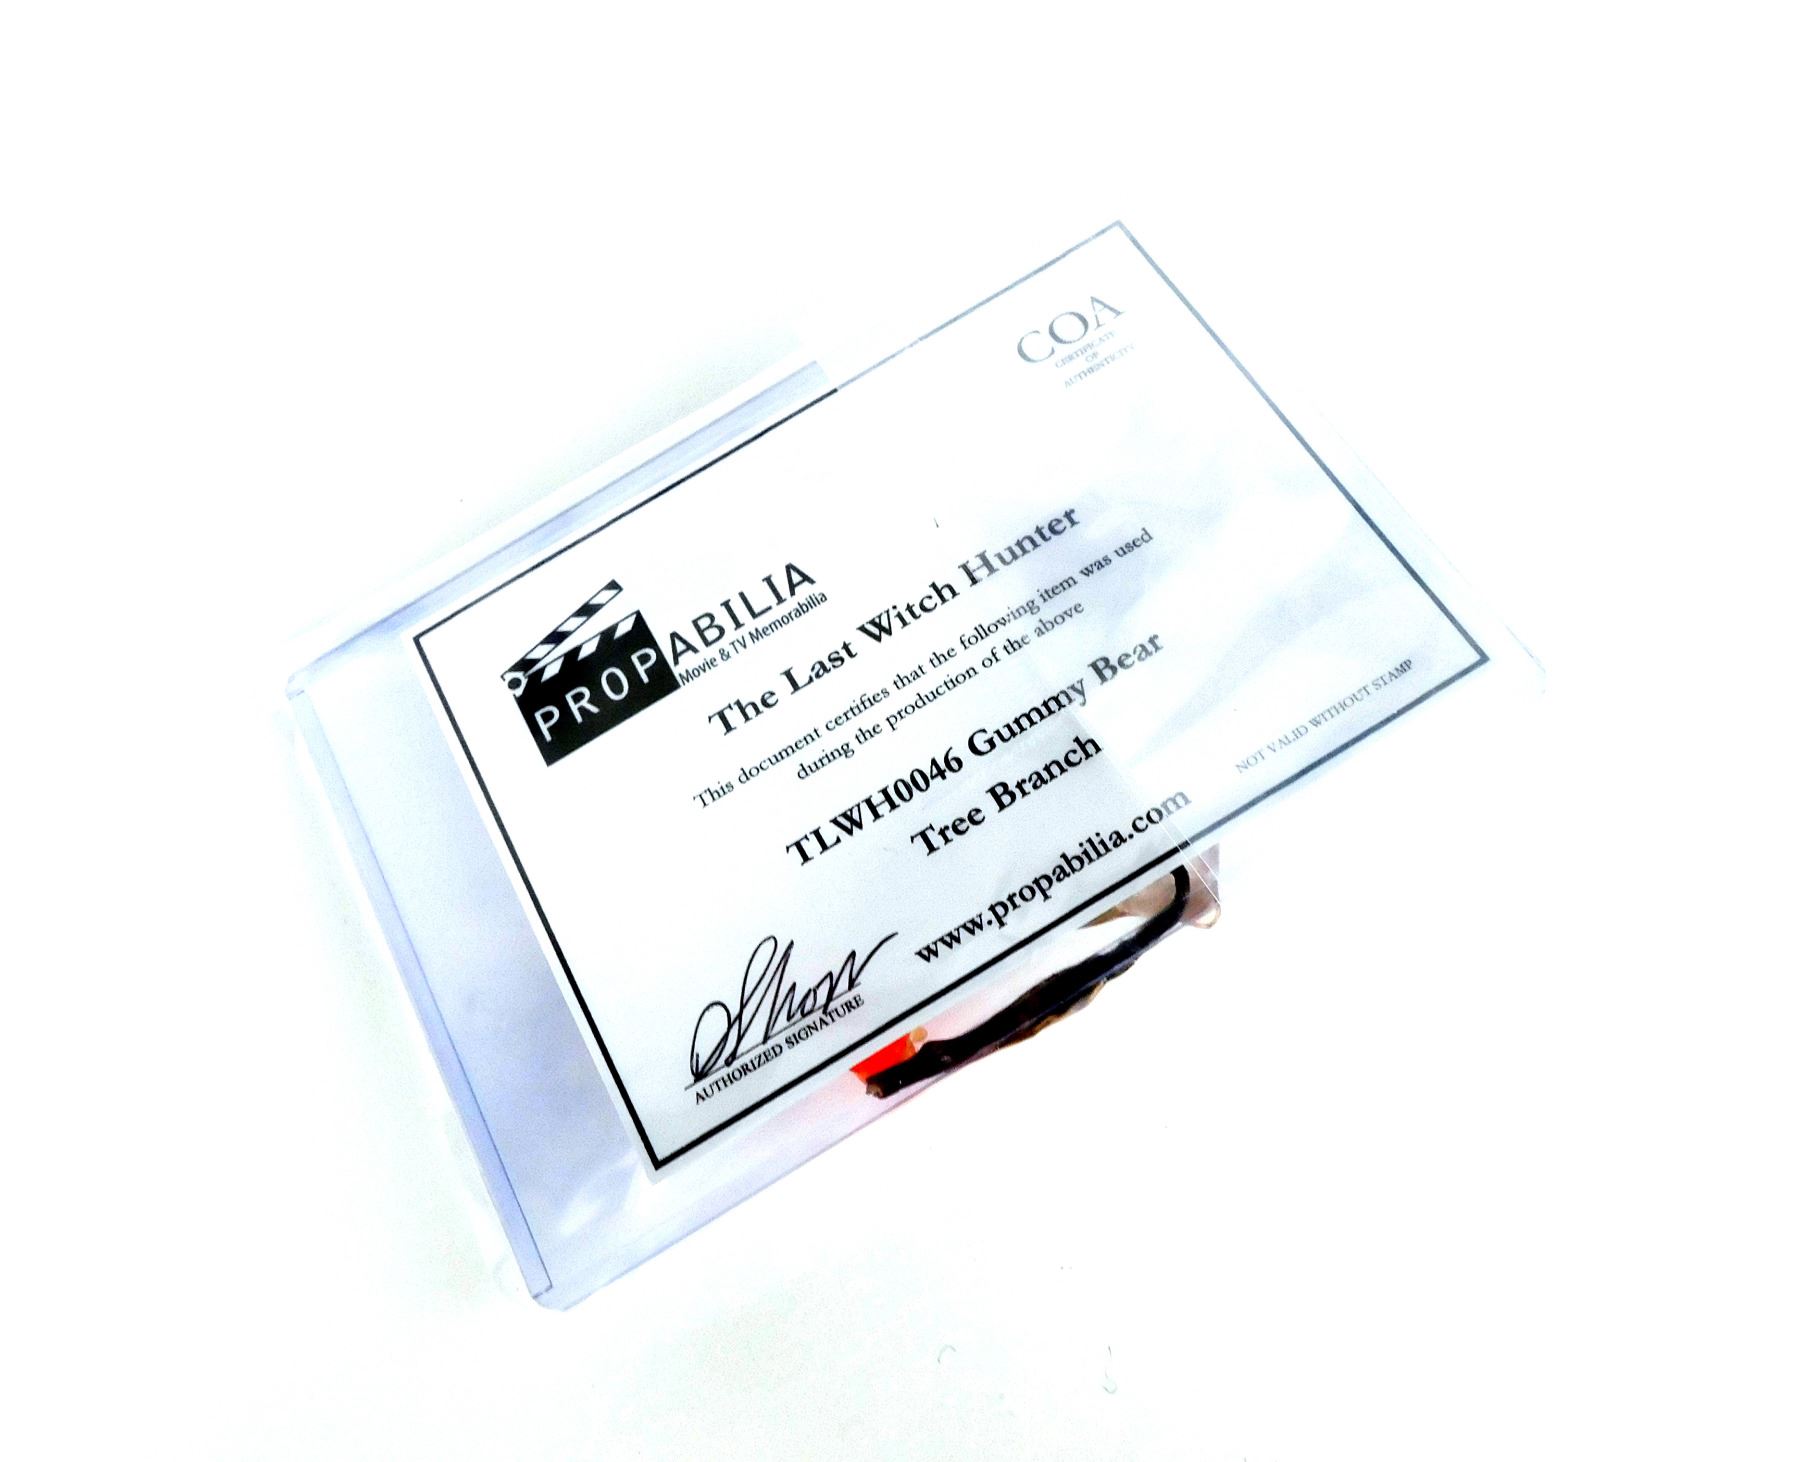 COA
CERTIFICATE
OF
AUTHENTICITY
PROPABILIA
Movie & TV Memorabilia
The Last Witch Hunter
This document certifies that the following item was used
during the production of the above
TLWH0046 Gummy Bear
Tree Branch
www.propabilia.com
AUTHORIZED SIGNATURE
NOT VALID WITHOUT STAMP